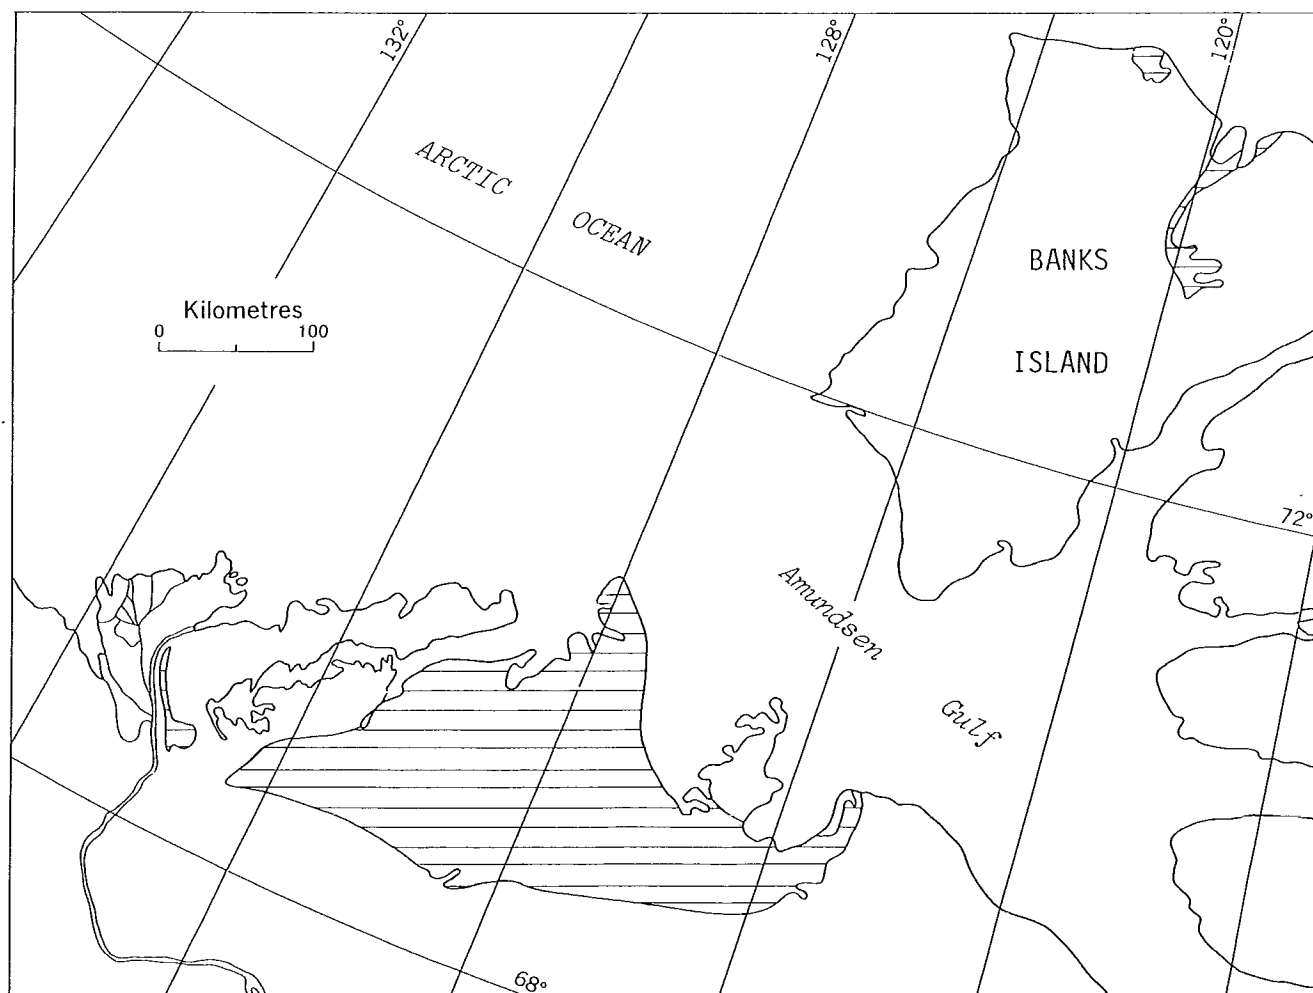 132°
128°
120°
ARCTIC
OCEAN
BANKS
Kilometres
0 100
ISLAND
72°
Amundsen
Gulf
68°